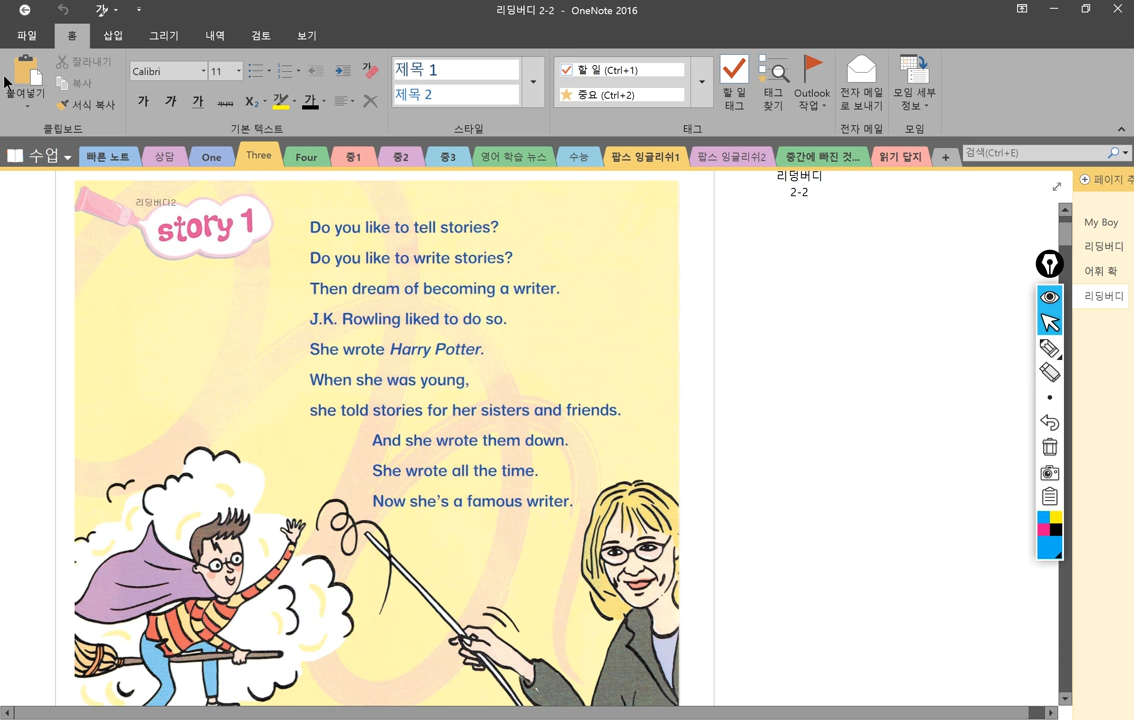 리딩버디 2-2 - OneNote 2016
파일 홈 삽입 그리기 내역 검토 보기
붙여넣기
잘라내기
복사
서식 복사
클립보드
Calibri 11
가 가 가 가나다 X₂ 가 가
기본 텍스트
제목 1
제목 2
스타일
할 일 (Ctrl+1)
중요 (Ctrl+2)
할 일
태그
태그
찾기
Outlook
작업
태그
전자 메일
로 보내기
전자 메일
모임 세부
정보
모임
수업 빠른 노트 상담 One Three Four 중1 중2 중3 영어 학습 뉴스 수능 팝스 잉글리쉬1 팝스 잉글리쉬2 중간에 빠진 것... 읽기 답지 + 검색(Ctrl+E)
리딩버디
2-2
페이지 추
My Boy
리딩버디
어휘 확
리딩버디
리딩버디2
story 1
Do you like to tell stories?
Do you like to write stories?
Then dream of becoming a writer.
J.K. Rowling liked to do so.
She wrote Harry Potter.
When she was young,
she told stories for her sisters and friends.
And she wrote them down.
She wrote all the time.
Now she's a famous writer.